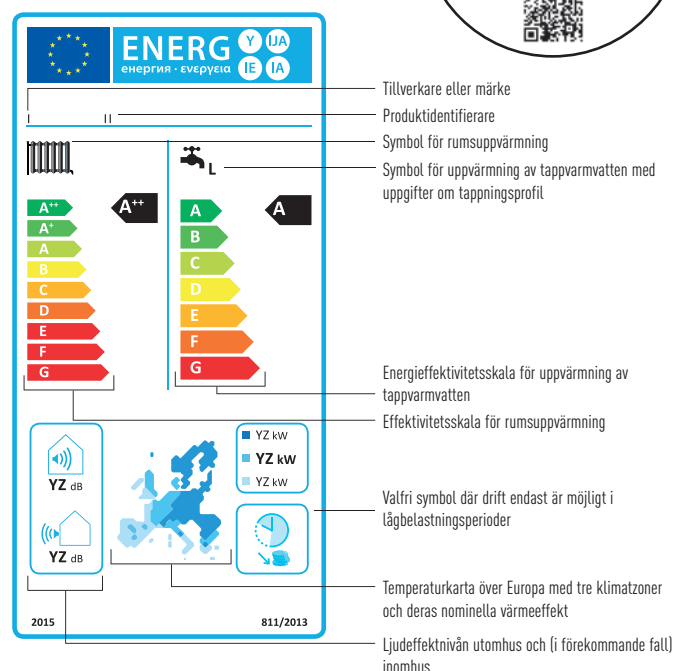 ENERG Y IJA
енергия · ενεργεια IE IA
Tillverkare eller märke
I II
Produktidentifierare
Symbol för rumsuppvärmning
L
Symbol för uppvärmning av tappvarmvatten med
uppgifter om tappningsprofil
A++ A++
A+
A
B
C
D
E
F
G
A A
B
C
D
E
F
G
Energieffektivitetsskala för uppvärmning av
tappvarmvatten
Effektivitetsskala för rumsuppvärmning
YZ dB
YZ dB
YZ kW
YZ kW
YZ kW
Valfri symbol där drift endast är möjligt i
lågbelastningsperioder
Temperaturkarta över Europa med tre klimatzoner
och deras nominella värmeeffekt
2015 811/2013
Ljudeffektnivån utomhus och (i förekommande fall)
inomhus